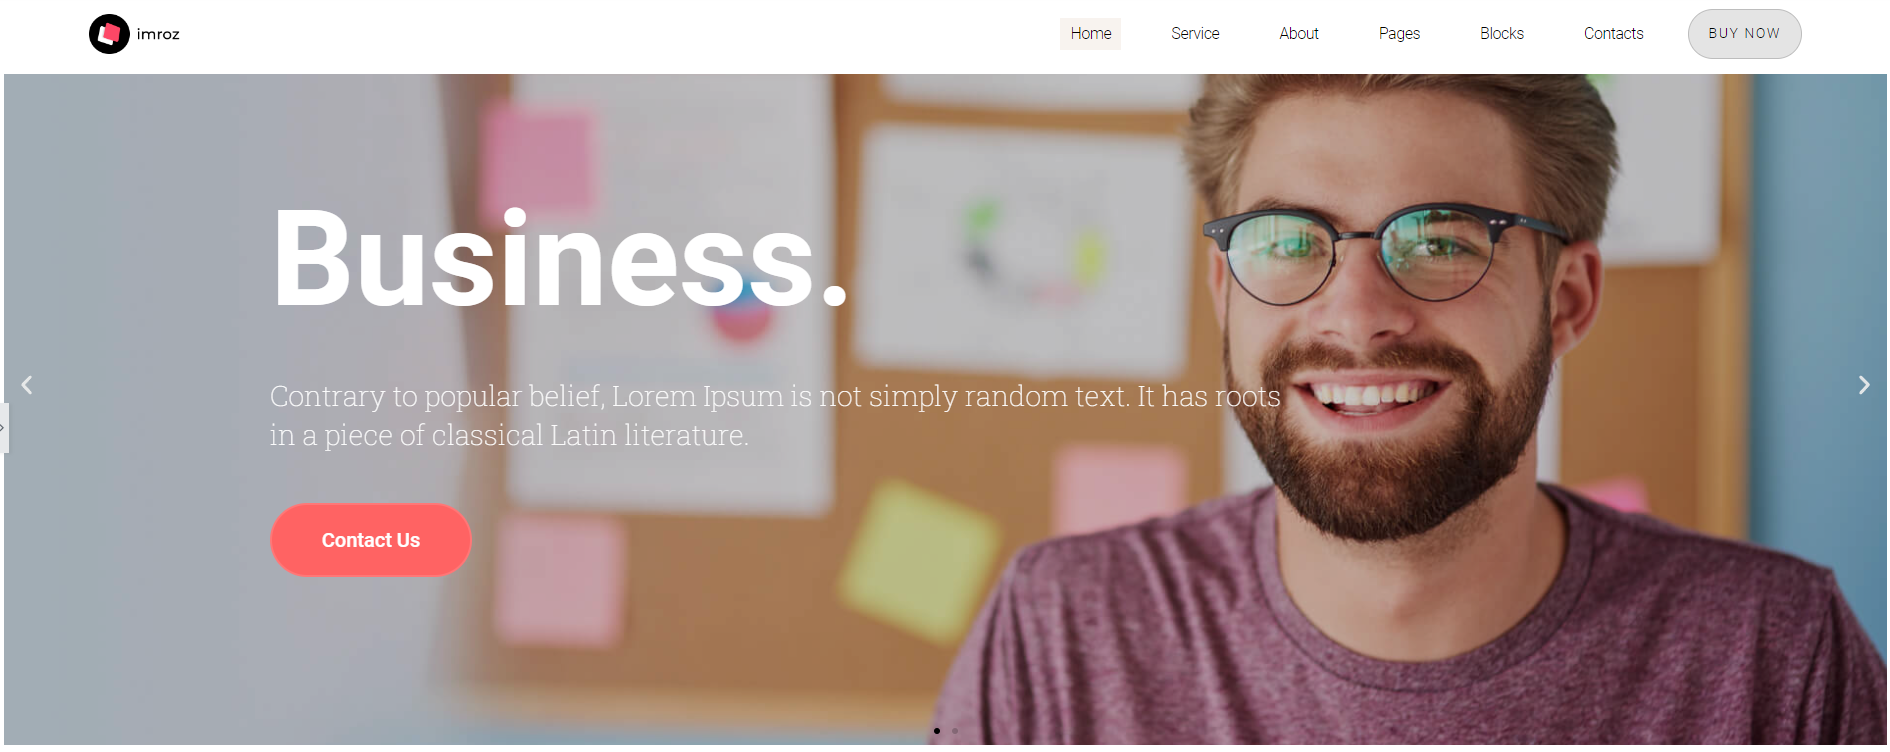 imroz
Home
Service
About
Pages
Blocks
Contacts
BUY NOW
Business.
Contrary to popular belief, Lorem Ipsum is not simply random text. It has roots
in a piece of classical Latin literature.
Contact Us